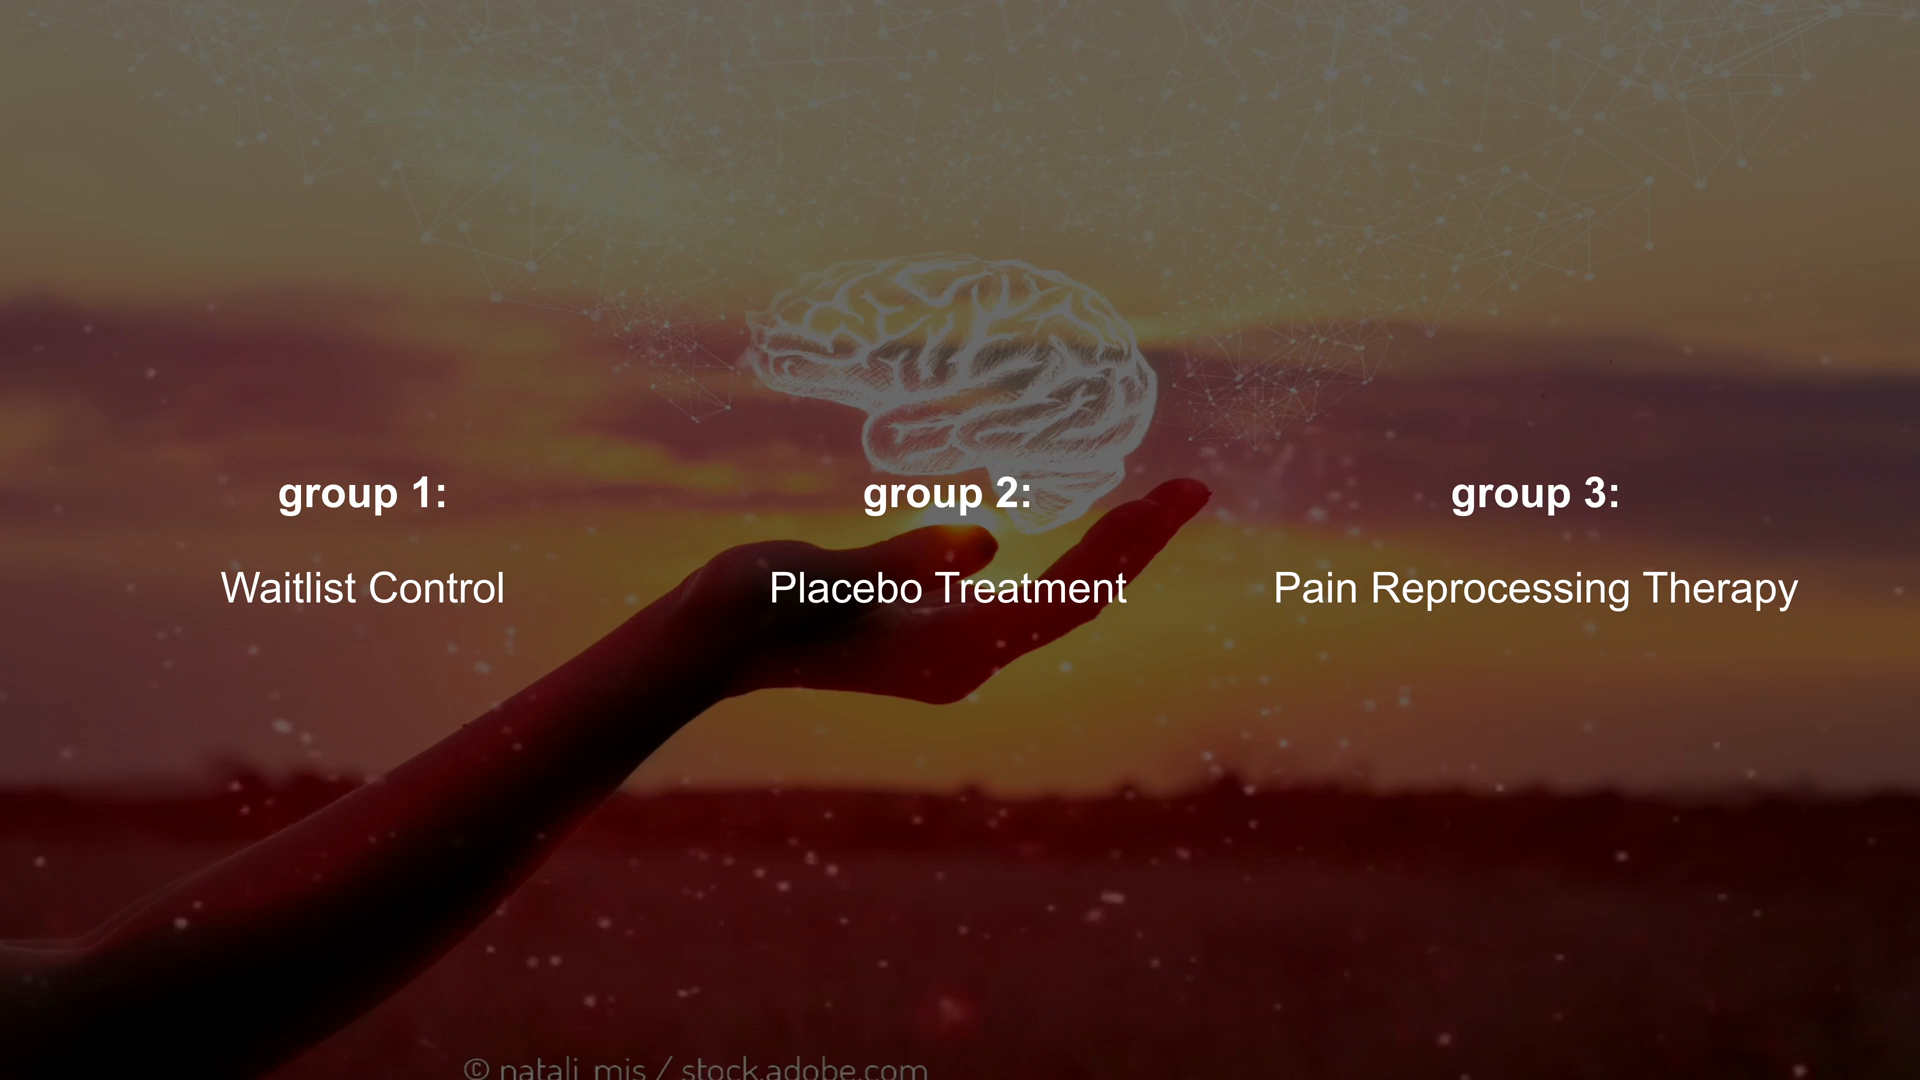 group 1:
group 2:
group 3:
Waitlist Control
Placebo Treatment
Pain Reprocessing Therapy
© natali_mis / stock.adobe.com